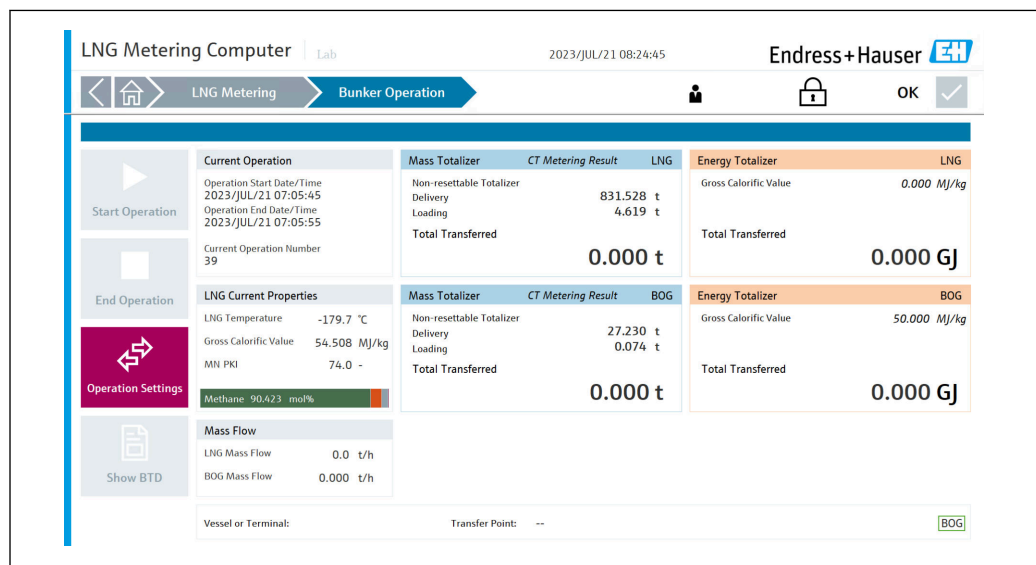 LNG Metering Computer Lab 2023/JUL/21 08:24:45 Endress+Hauser EH
LNG Metering Bunker Operation OK
Start Operation
End Operation
Operation Settings
Show BTD
Current Operation
Operation Start Date/Time
2023/JUL/21 07:05:45
Operation End Date/Time
2023/JUL/21 07:05:55
Current Operation Number
39
Mass Totalizer CT Metering Result LNG
Non-resettable Totalizer
Delivery 831.528 t
Loading 4.619 t
Total Transferred
0.000 t
Energy Totalizer LNG
Gross Calorific Value 0.000 MJ/kg
Total Transferred
0.000 GJ
LNG Current Properties
LNG Temperature -179.7 °C
Gross Calorific Value 54.508 MJ/kg
MN PKI 74.0 -
Methane 90.423 mol%
Mass Totalizer CT Metering Result BOG
Non-resettable Totalizer
Delivery 27.230 t
Loading 0.074 t
Total Transferred
0.000 t
Energy Totalizer BOG
Gross Calorific Value 50.000 MJ/kg
Total Transferred
0.000 GJ
Mass Flow
LNG Mass Flow 0.0 t/h
BOG Mass Flow 0.000 t/h
Vessel or Terminal: Transfer Point: -- BOG